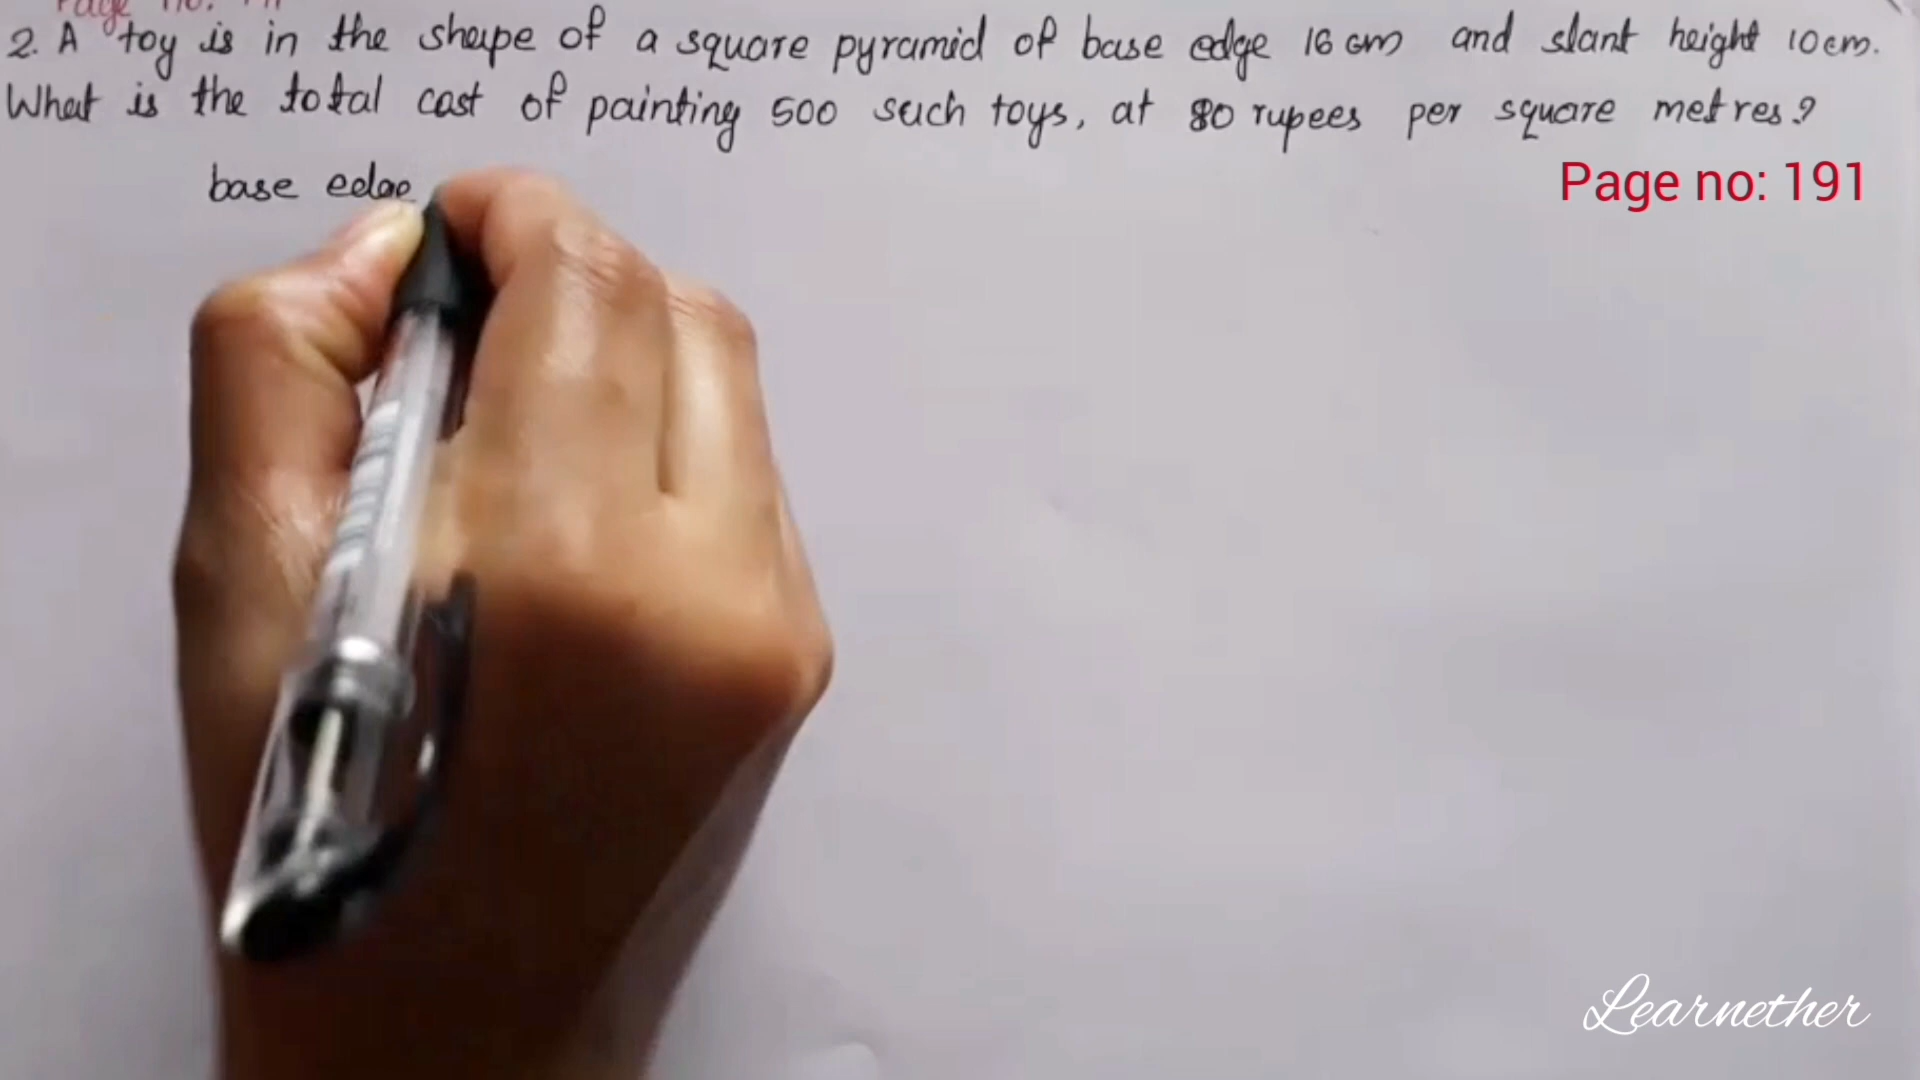 2. A toy is in the shape of a square pyramid of base edge 16 cm and slant height 10 cm.
What is the total cost of painting 500 such toys, at 80 rupees per square metres?
base edge
Page no: 191
Learnether